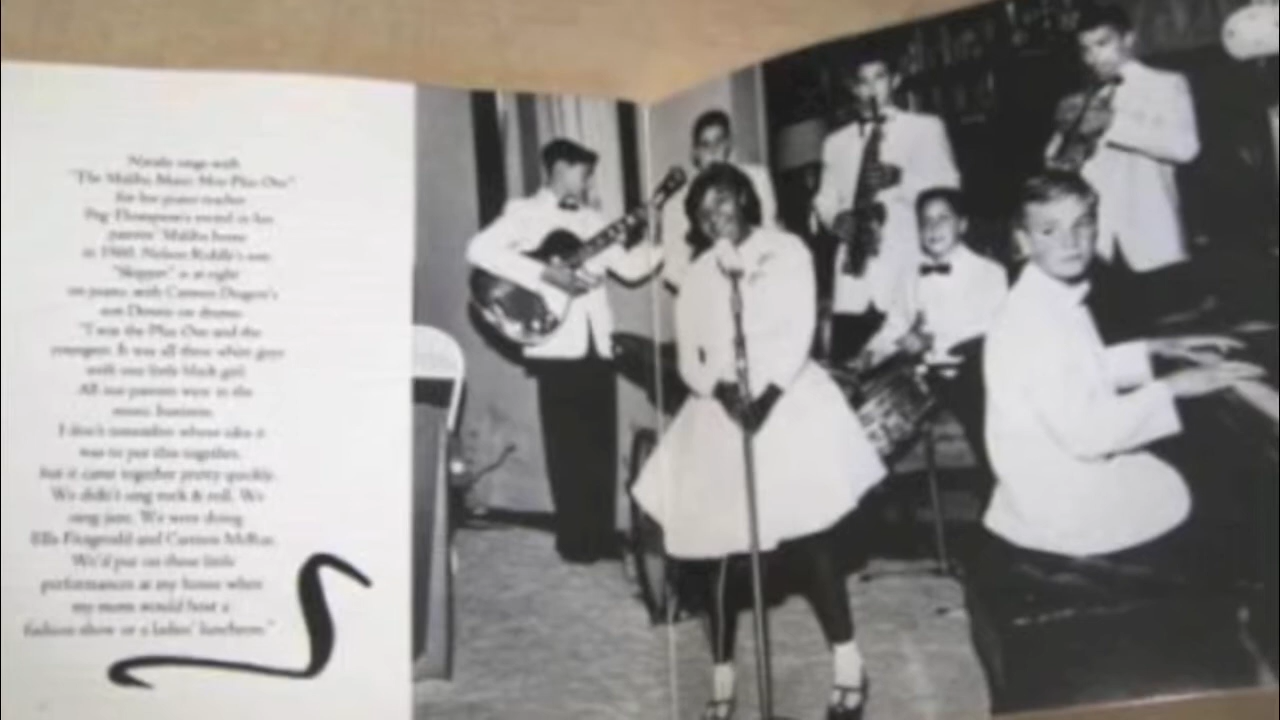 Natalie sings with
"The Malibu Music Men Plus One"
for her piano teacher
Peg Thompson's recital in her
parents' Malibu home
in 1960. Nelson Riddle's son
"Skipper" is at right
on piano, with Carmen Dragon's
son Dennis on drums.
"I was the Plus One and the
youngest. It was all these white guys
with one little black girl.
All our parents were in the
music business.
I don't remember whose idea it
was to put this together,
but it came together pretty quickly.
We didn't sing rock & roll. We
sang jazz. We were doing
Ella Fitzgerald and Carmen McRae.
We'd put on these little
performances at my house when
my mom would host a
fashion show or a ladies' luncheon."